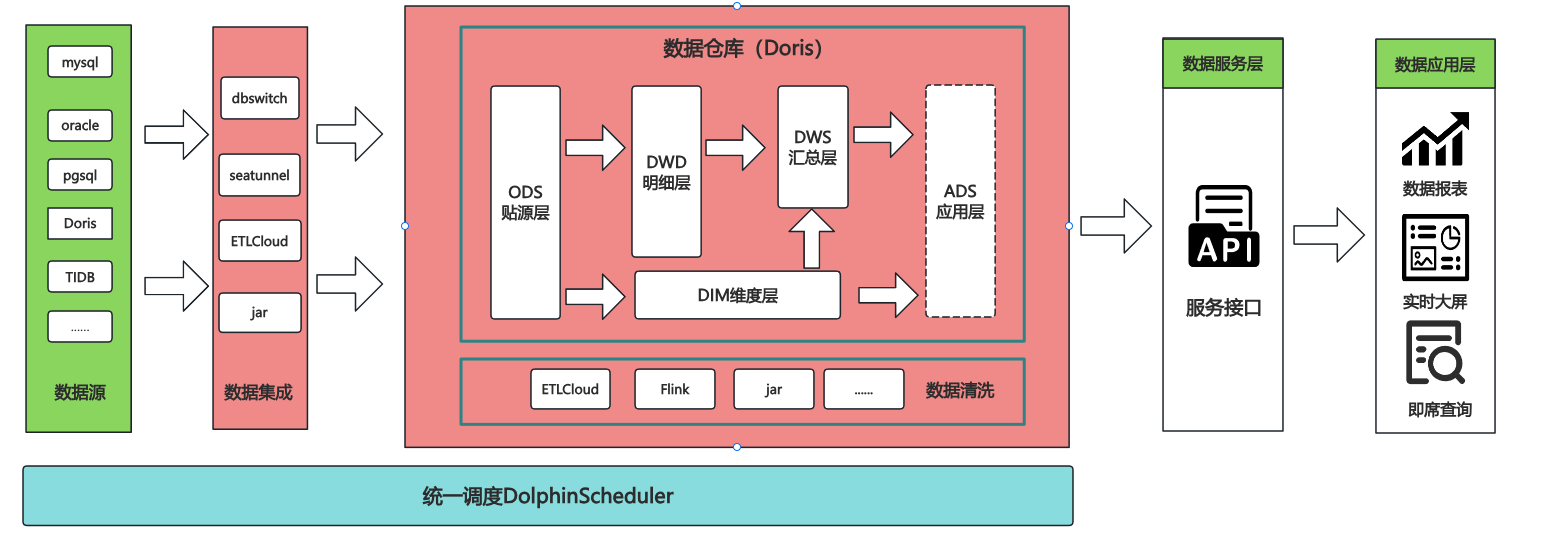 mysql
oracle
pgsql
Doris
TIDB
......
数据源
dbswitch
seatunnel
ETLCloud
jar
数据集成
数据仓库（Doris）
ODS
贴源层
DWD
明细层
DWS
汇总层
ADS
应用层
DIM维度层
ETLCloud
Flink
jar
......
数据清洗
数据服务层
API
服务接口
数据应用层
数据报表
实时大屏
即席查询
统一调度DolphinScheduler